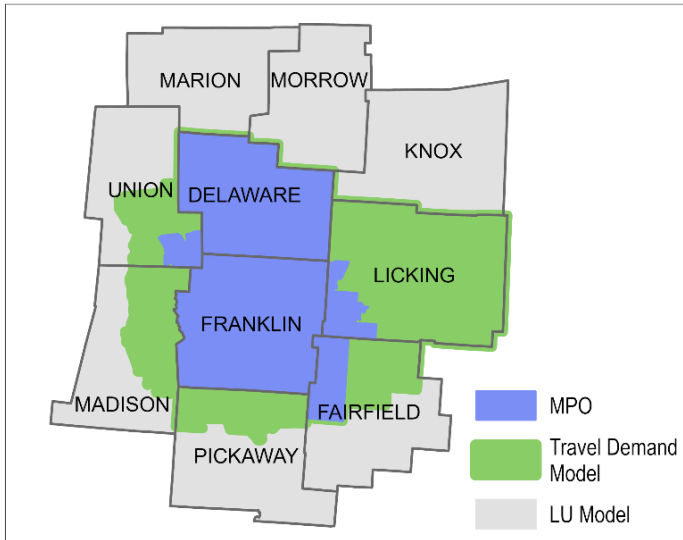 MARION
MORROW
KNOX
UNION
DELAWARE
LICKING
FRANKLIN
MADISON
FAIRFIELD
PICKAWAY
MPO
Travel Demand
Model
LU Model